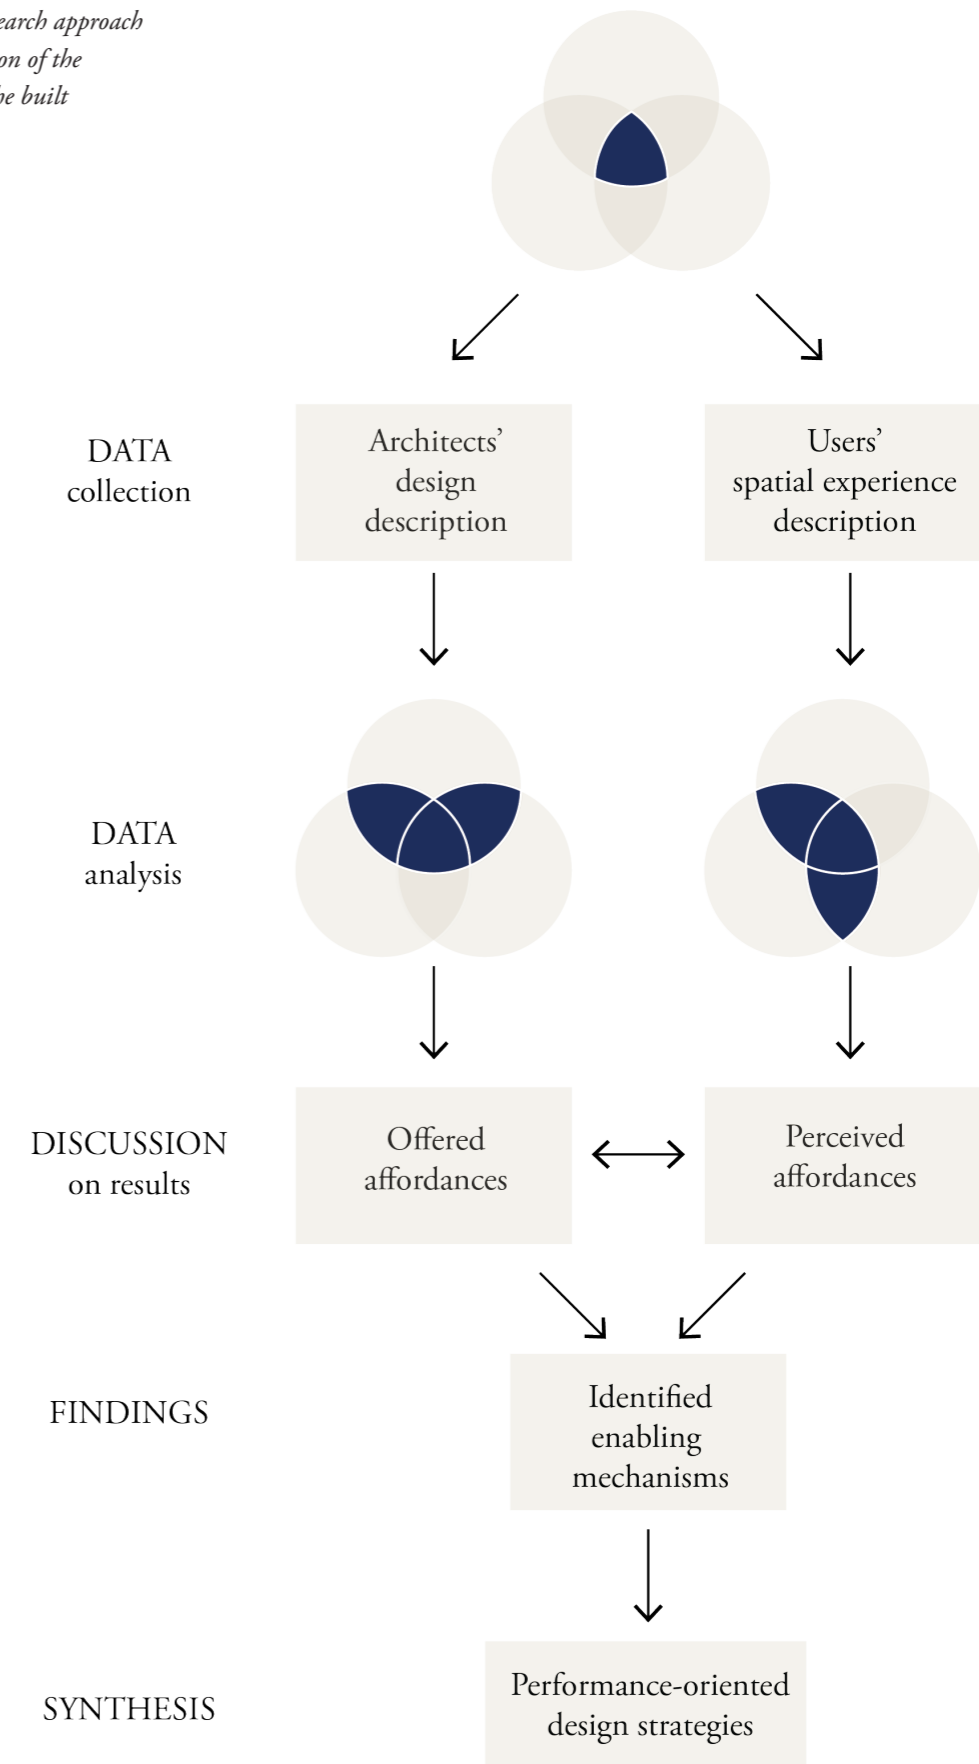 earch approach
on of the
he built
DATA
collection
Architects’
design
description
Users’
spatial experience
description
DATA
analysis
DISCUSSION
on results
Offered
affordances
Perceived
affordances
FINDINGS
Identified
enabling
mechanisms
SYNTHESIS
Performance-oriented
design strategies